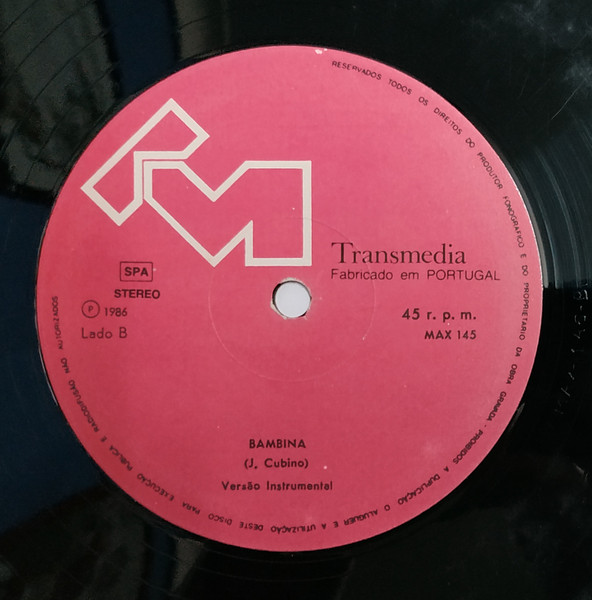 RESERVADOS TODOS OS DIREITOS DO PRODUTOR FONOGRÁFICO E DO PROPRIETÁRIO DA OBRA GRAVADA - PROIBIDOS A DUPLICAÇÃO O ALUGUER E A UTILIZAÇÃO DESTE DISCO PARA EXECUÇÃO PÚBLICA E RADIODIFUSÃO NÃO AUTORIZADOS
Transmedia
Fabricado em PORTUGAL
SPA
STEREO
℗ 1986
Lado B
45 r. p. m.
MAX 145
BAMBINA
(J. Cubino)
Versão Instrumental